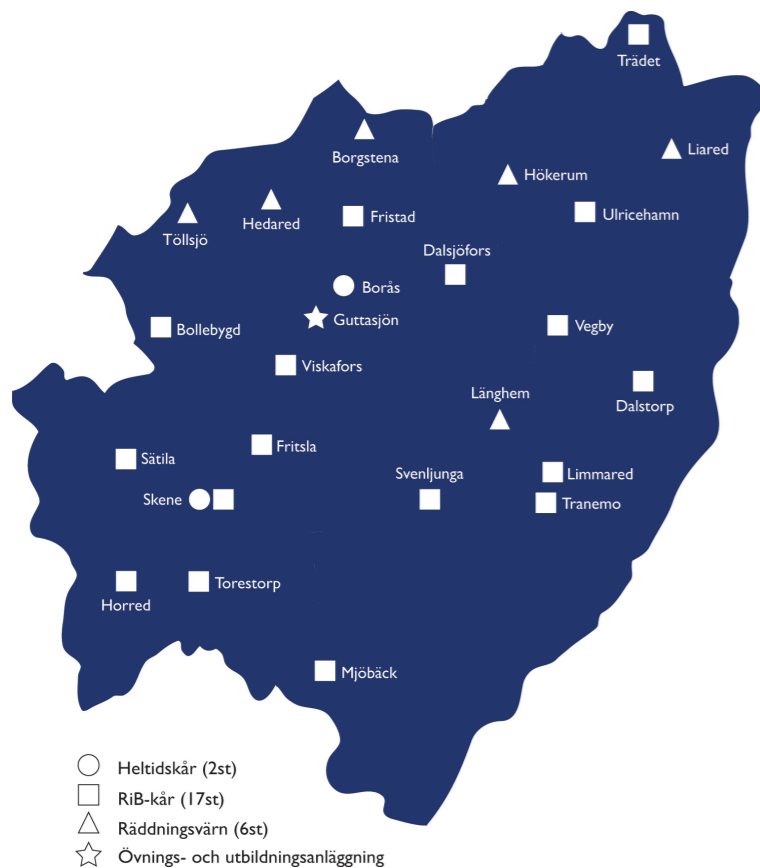 Trädet
Borgstena
Liared
Hökerum
Hedared
Töllsjö
Fristad
Ulricehamn
Dalsjöfors
Borås
Guttasjön
Bollebygd
Vegby
Viskafors
Länghem
Dalstorp
Fritsla
Sätila
Svenljunga
Limmared
Skene
Tranemo
Horred
Torestorp
Mjöbäck
Heltidskår (2st)
RiB-kår (17st)
Räddningsvärn (6st)
Övnings- och utbildningsanläggning